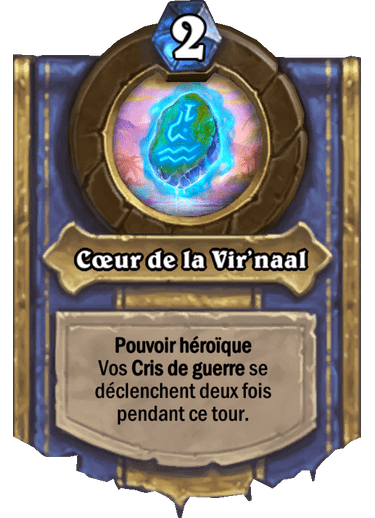 2
Cœur de la Vir'naal
Pouvoir héroïque
Vos Cris de guerre se
déclenchent deux fois
pendant ce tour.